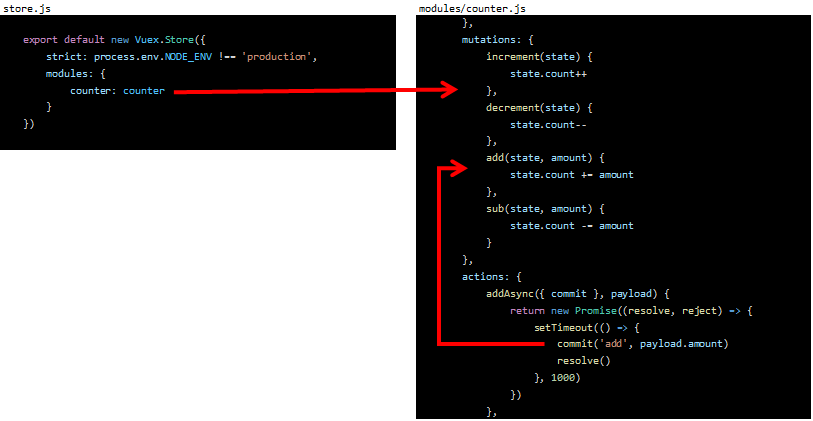 store.js
export default new Vuex.Store({
    strict: process.env.NODE_ENV !== 'production',
    modules: {
        counter: counter
    }
})
modules/counter.js
},
mutations: {
    increment(state) {
        state.count++
    },
    decrement(state) {
        state.count--
    },
    add(state, amount) {
        state.count += amount
    },
    sub(state, amount) {
        state.count -= amount
    }
},
actions: {
    addAsync({ commit }, payload) {
        return new Promise((resolve, reject) => {
            setTimeout(() => {
                commit('add', payload.amount)
                resolve()
            }, 1000)
        })
    },